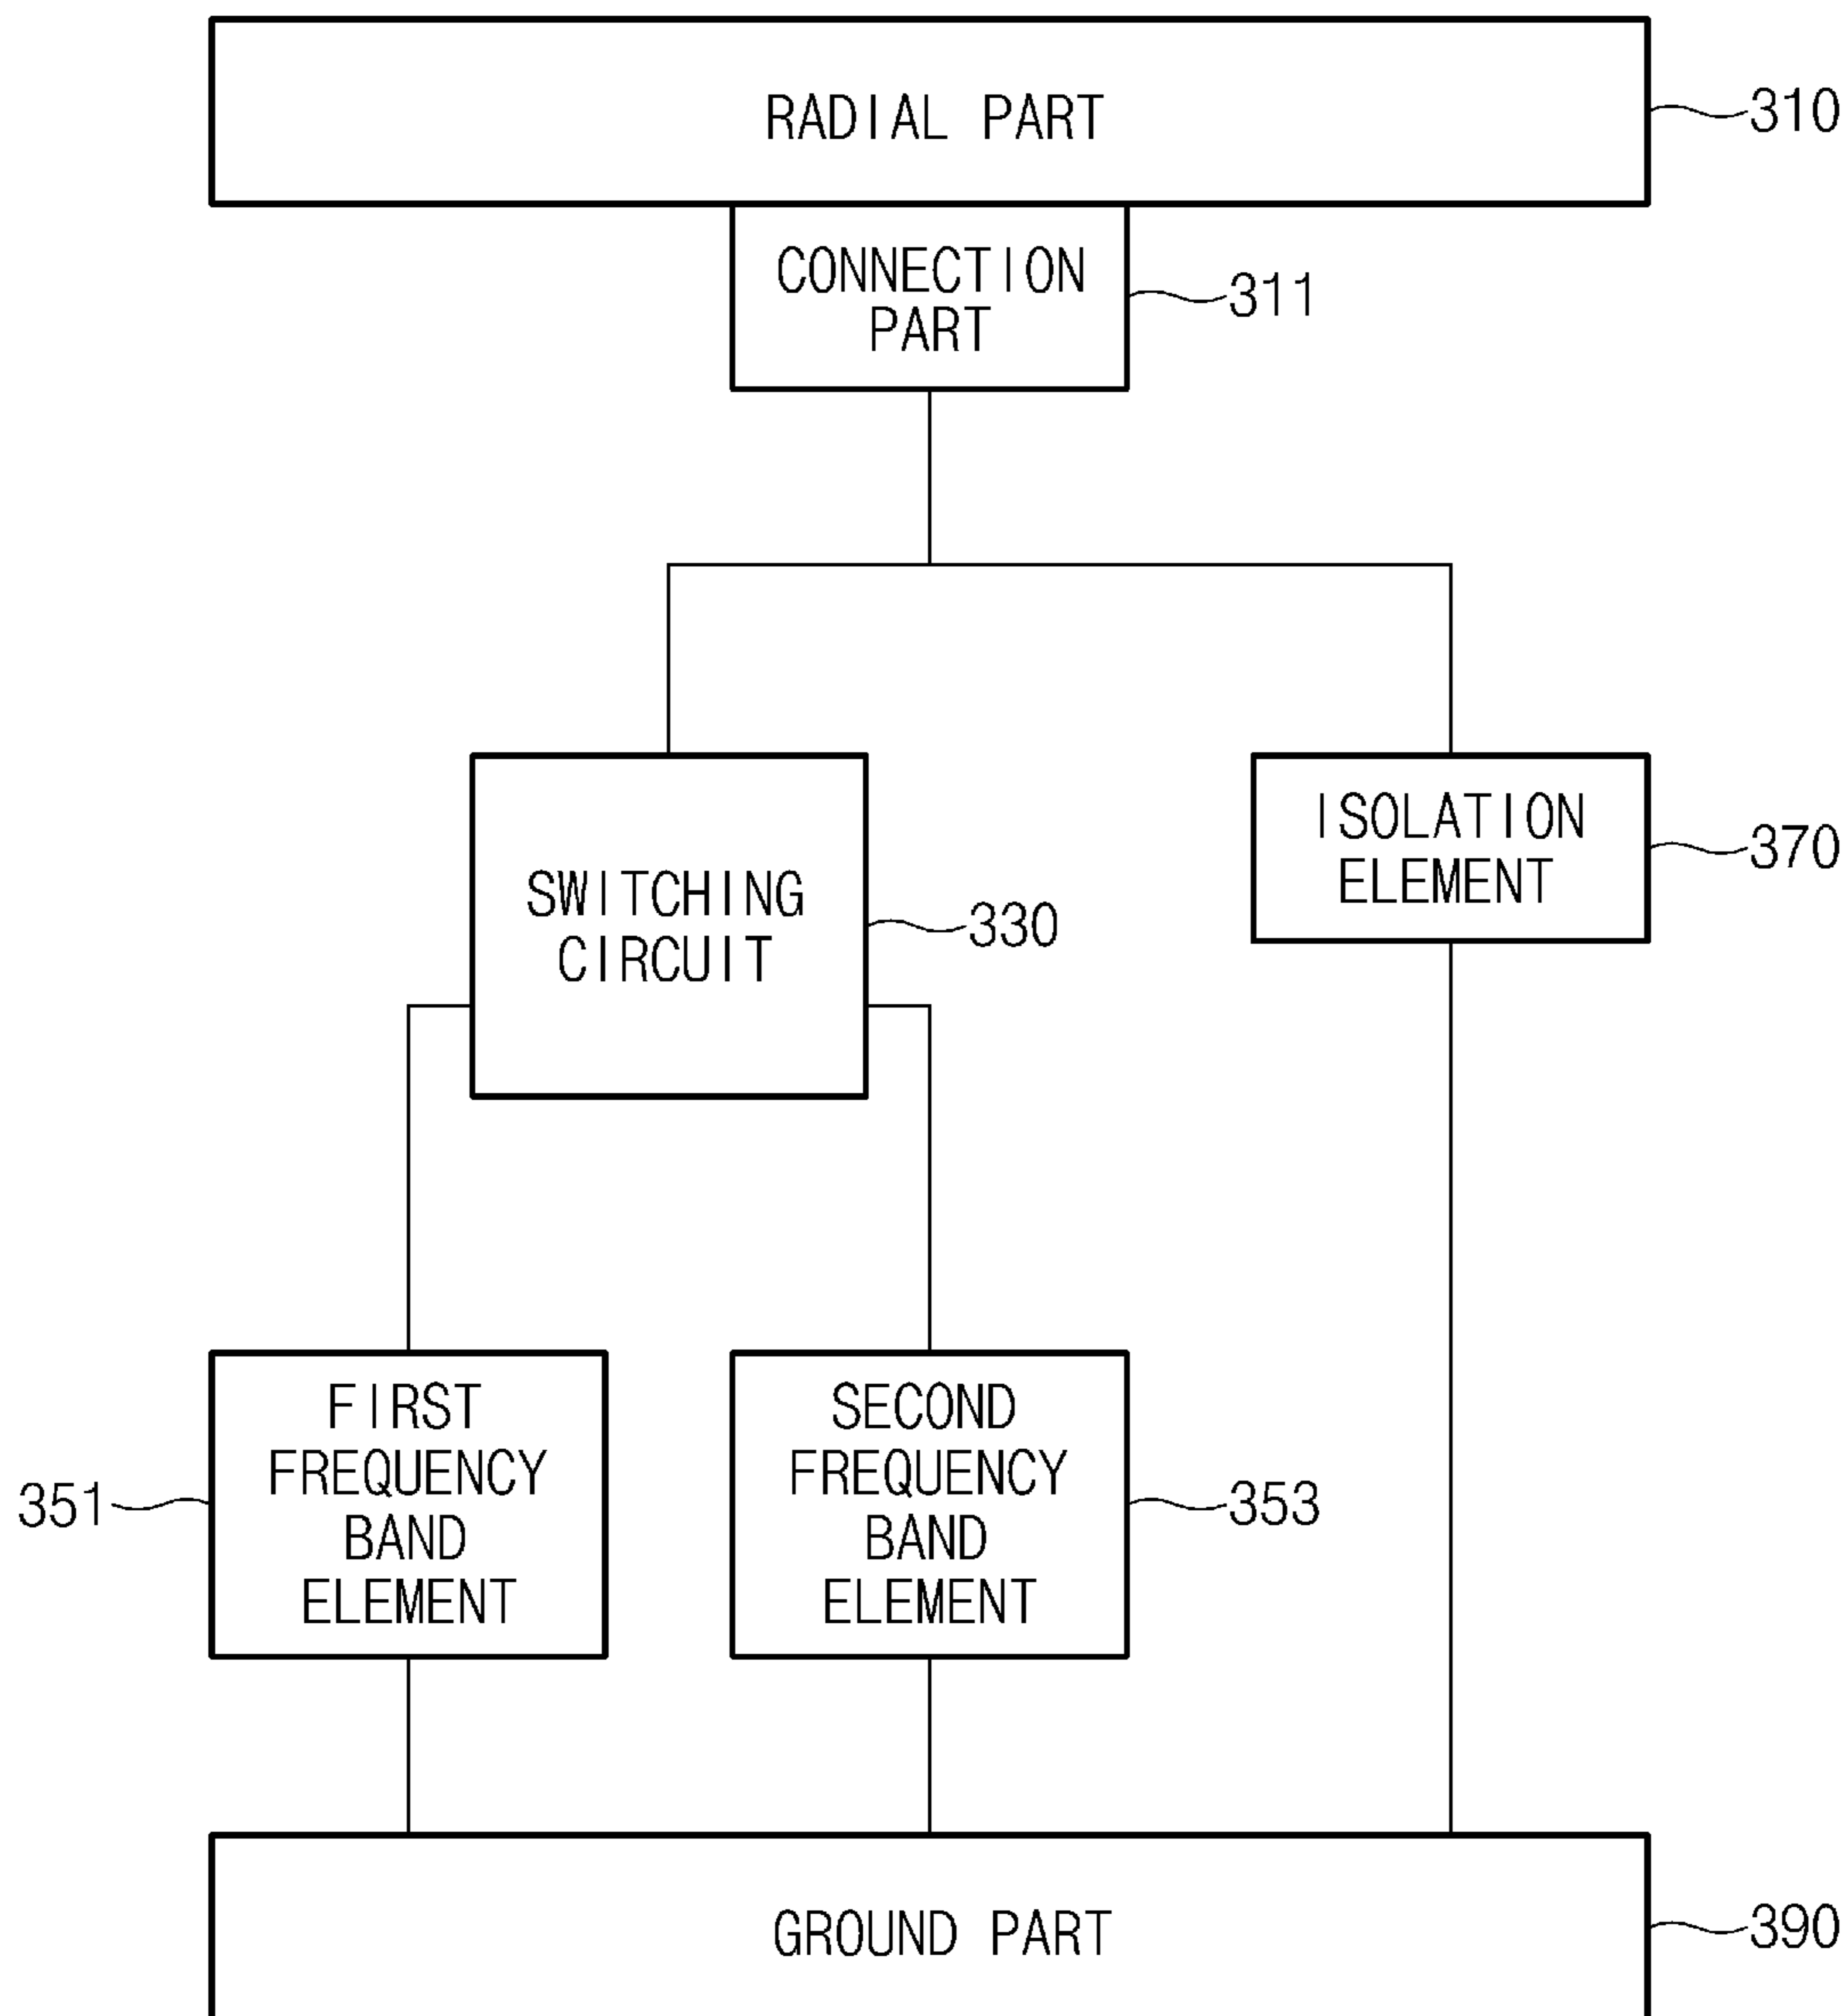 RADIAL PART
310
CONNECTION
PART
311
SWITCHING
CIRCUIT
330
ISOLATION
ELEMENT
370
FIRST
FREQUENCY
BAND
ELEMENT
351
SECOND
FREQUENCY
BAND
ELEMENT
353
GROUND PART
390